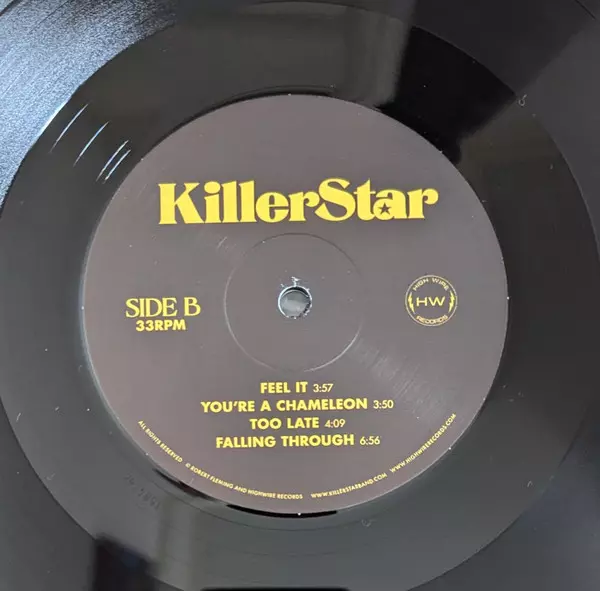 KillerStar
HIGH WIRE
HW
RECORDS
SIDE B
33RPM
FEEL IT 3:57
YOU'RE A CHAMELEON 3:50
TOO LATE 4:09
FALLING THROUGH 6:56
ALL RIGHTS RESERVED © ROBERT FLEMING AND HIGHWIRE RECORDS WWW.KILLERSTARBAND.COM WWW.HIGHWIRERECORDS.COM